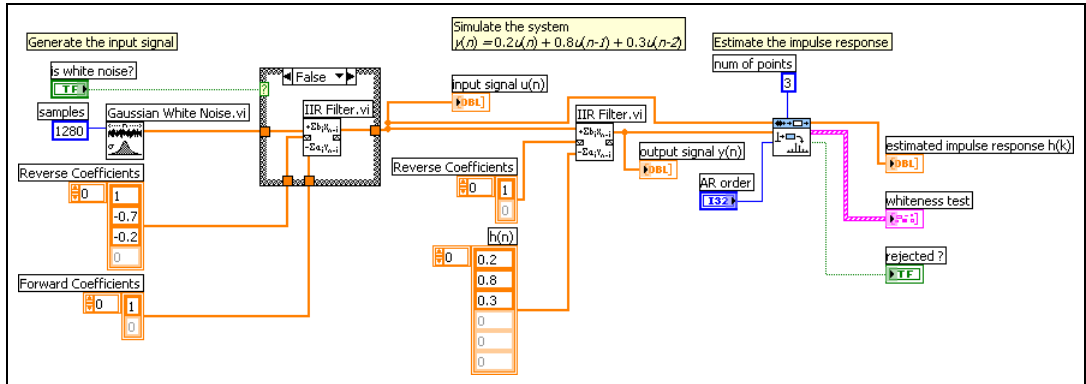 Generate the input signal
Simulate the system
y(n) =0.2u(n) + 0.8u(n-1) + 0.3u(n-2)
Estimate the impulse response
is white noise?
TF
samples
1280
Gaussian White Noise.vi
False
?
IIR Filter.vi
+Σbᵢxₙ₋ᵢ
-ΣaᵢYₙ₋ᵢ
input signal u(n)
DBL]
IIR Filter.vi
+Σbᵢxₙ₋ᵢ
-ΣaᵢYₙ₋ᵢ
output signal y(n)
DBL]
num of points
3
estimated impulse response h(k)
DBL]
Reverse Coefficients
0
1
-0.7
-0.2
0
Reverse Coefficients
0
1
0
AR order
I32
whiteness test
h(n)
0
0.2
0.8
0.3
0
0
0
rejected ?
TF
Forward Coefficients
0
1
0